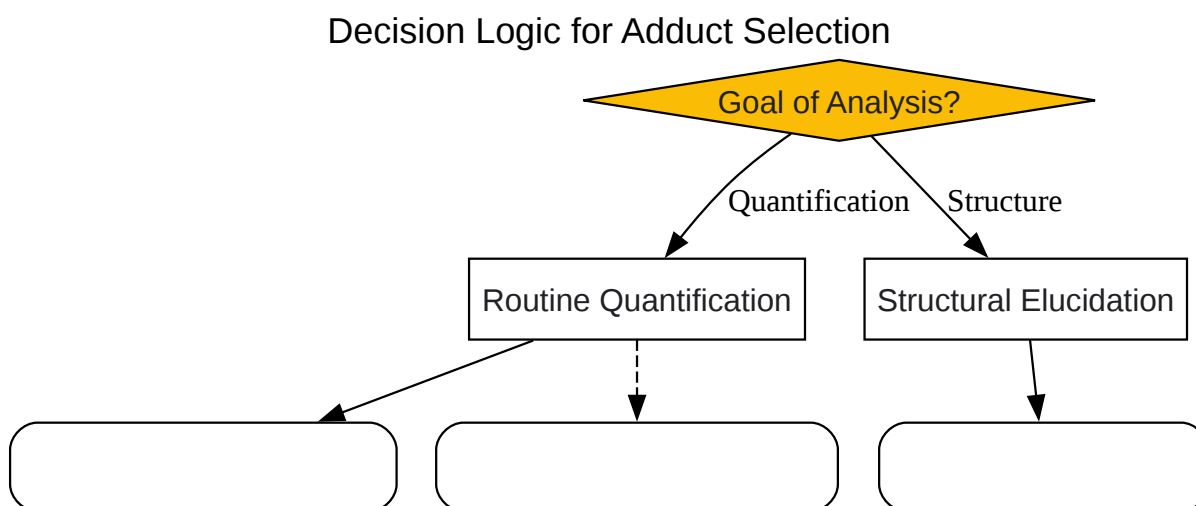 Decision Logic for Adduct Selection
Goal of Analysis?
Quantification
Structure
Routine Quantification
Structural Elucidation